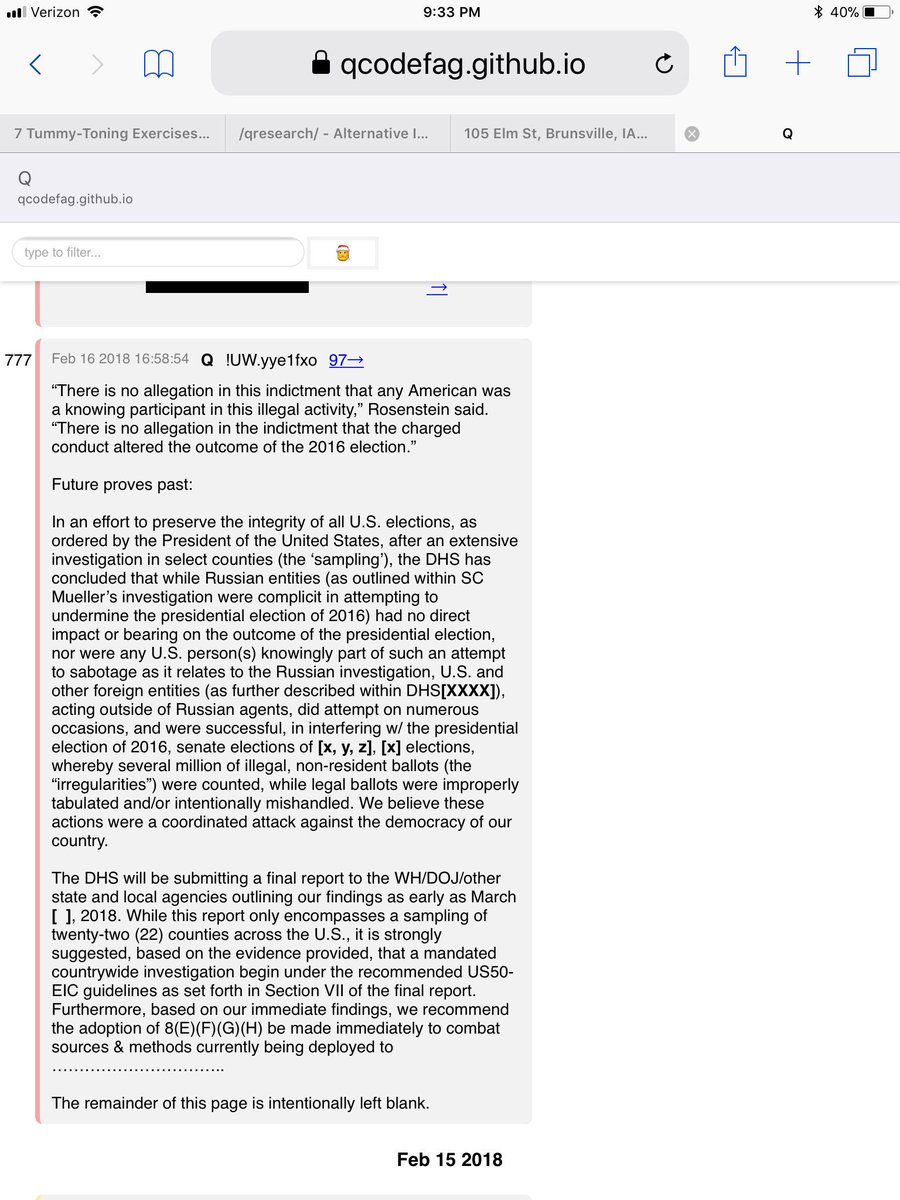 Verizon 9:33 PM 40%
qcodefag.github.io
7 Tummy-Toning Exercises... /qresearch/ - Alternative I... 105 Elm St, Brunsville, IA... Q
Q
qcodefag.github.io
type to filter...
→
777 Feb 16 2018 16:58:54 Q !UW.yye1fxo 97→
“There is no allegation in this indictment that any American was
a knowing participant in this illegal activity,” Rosenstein said.
“There is no allegation in the indictment that the charged
conduct altered the outcome of the 2016 election.”
Future proves past:
In an effort to preserve the integrity of all U.S. elections, as
ordered by the President of the United States, after an extensive
investigation in select counties (the ‘sampling’), the DHS has
concluded that while Russian entities (as outlined within SC
Mueller’s investigation were complicit in attempting to
undermine the presidential election of 2016) had no direct
impact or bearing on the outcome of the presidential election,
nor were any U.S. person(s) knowingly part of such an attempt
to sabotage as it relates to the Russian investigation, U.S. and
other foreign entities (as further described within DHS[XXXX]),
acting outside of Russian agents, did attempt on numerous
occasions, and were successful, in interfering w/ the presidential
election of 2016, senate elections of [x, y, z], [x] elections,
whereby several million of illegal, non-resident ballots (the
“irregularities”) were counted, while legal ballots were improperly
tabulated and/or intentionally mishandled. We believe these
actions were a coordinated attack against the democracy of our
country.
The DHS will be submitting a final report to the WH/DOJ/other
state and local agencies outlining our findings as early as March
[ ], 2018. While this report only encompasses a sampling of
twenty-two (22) counties across the U.S., it is strongly
suggested, based on the evidence provided, that a mandated
countrywide investigation begin under the recommended US50-
EIC guidelines as set forth in Section VII of the final report.
Furthermore, based on our immediate findings, we recommend
the adoption of 8(E)(F)(G)(H) be made immediately to combat
sources & methods currently being deployed to
…………………………..
The remainder of this page is intentionally left blank.
Feb 15 2018